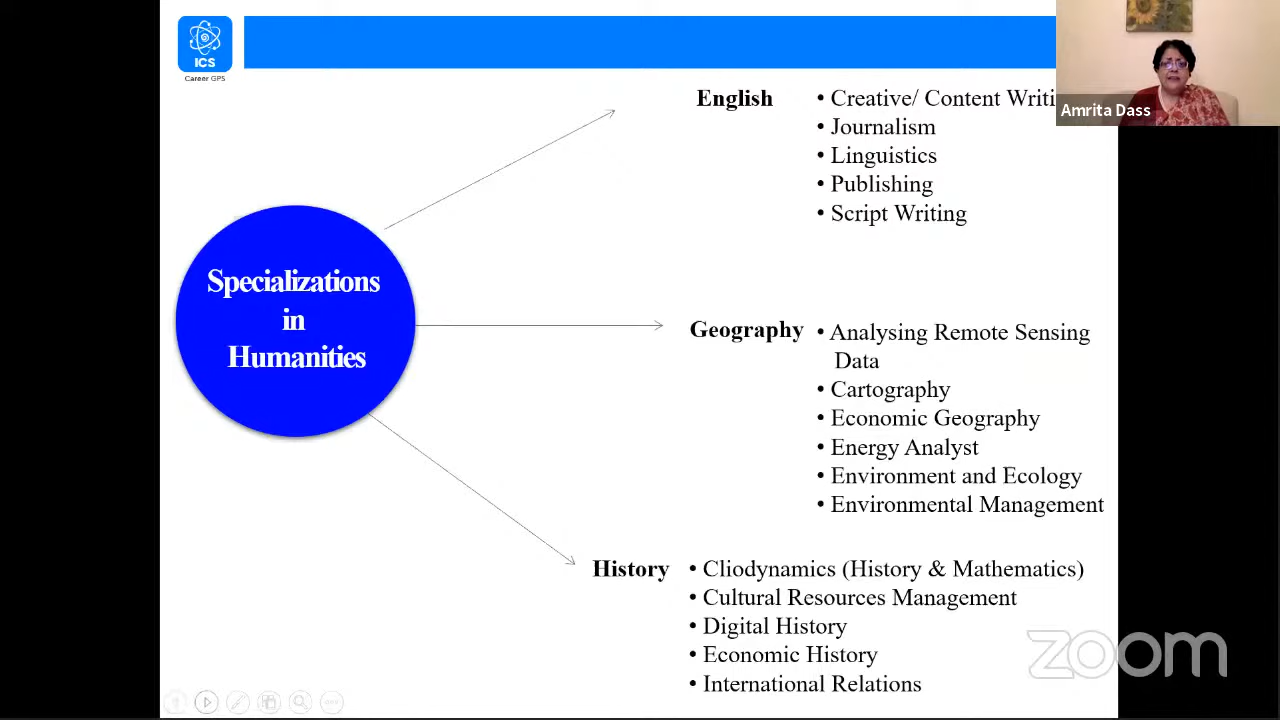 ICS
Career GPS
Amrita Dass
Specializations
in
Humanities
English
• Creative/ Content
• Journalism
• Linguistics
• Publishing
• Script Writing
Geography
• Analysing Remote Sensing
Data
• Cartography
• Economic Geography
• Energy Analyst
• Environment and Ecology
• Environmental Management
History
• Cliodynamics (History & Mathematics)
• Cultural Resources Management
• Digital History
• Economic History
• International Relations
zoom